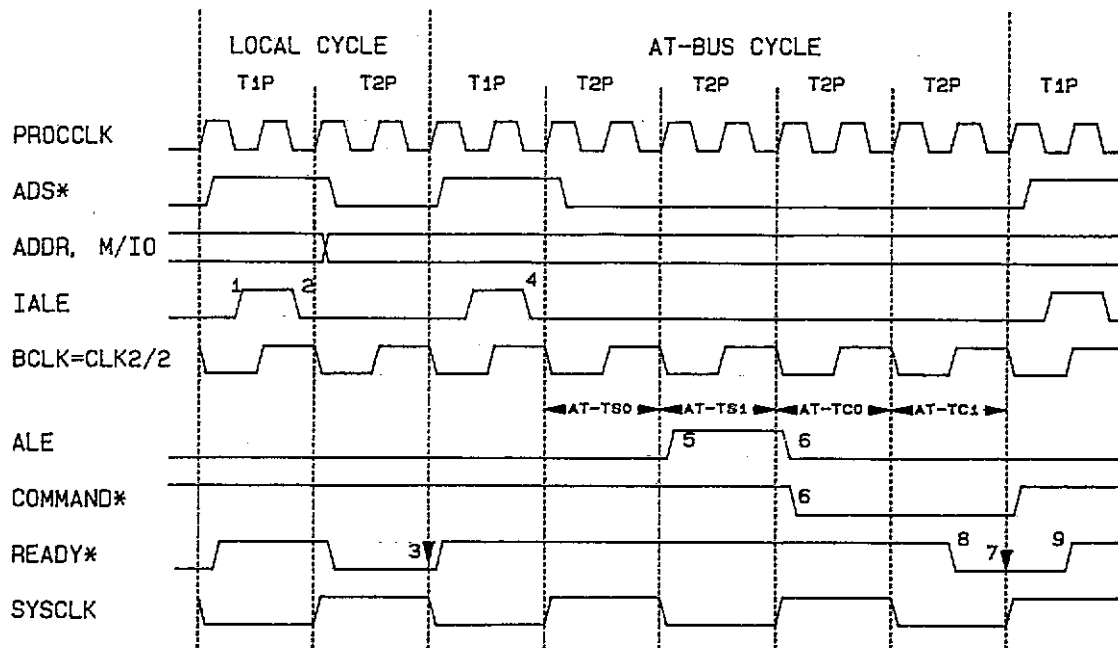 LOCAL CYCLE AT-BUS CYCLE
T1P T2P T1P T2P T2P T2P T2P T1P
PROCCLK
ADS*
ADDR, M/IO
1 2 4
IALE
BCLK=CLK2/2
AT-TS0 AT-TS1 AT-TC0 AT-TC1
ALE 5 6
COMMAND* 6
READY* 3 8 7 9
SYSCLK